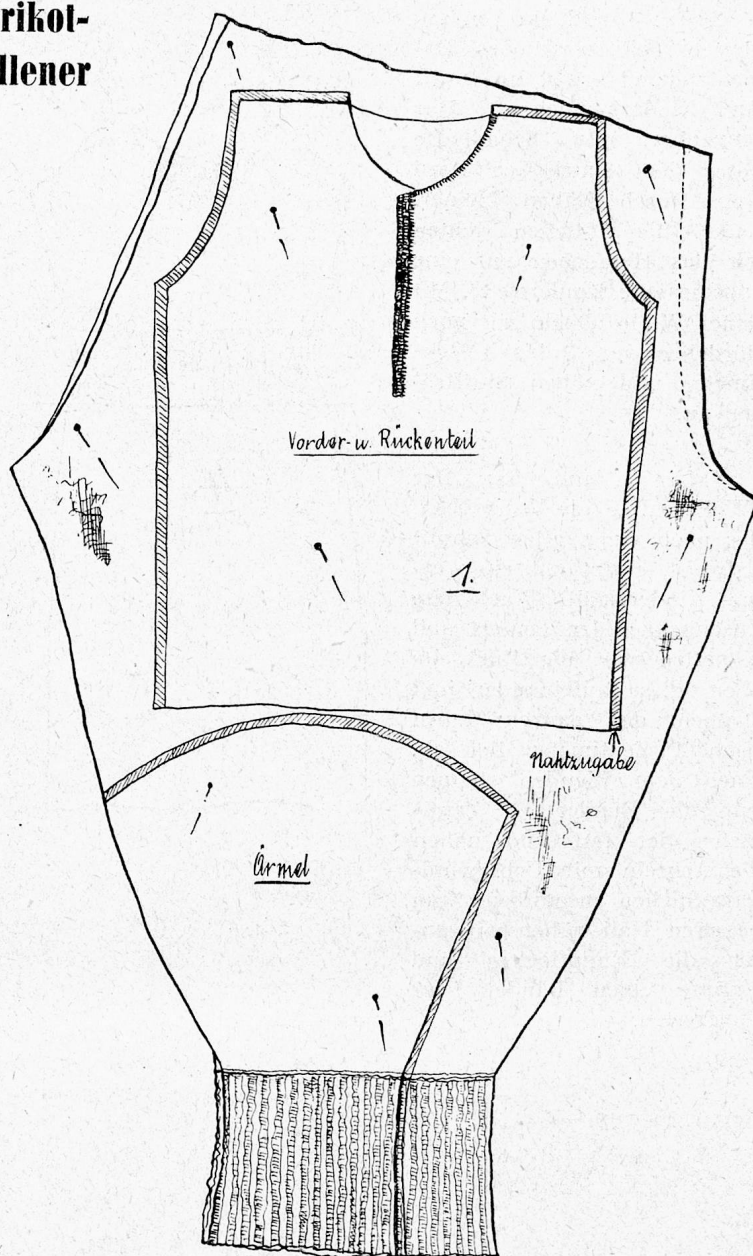 rikot-
llener
Vorder- u. Rückenteil
1.
Nahtzugabe
Ärmel